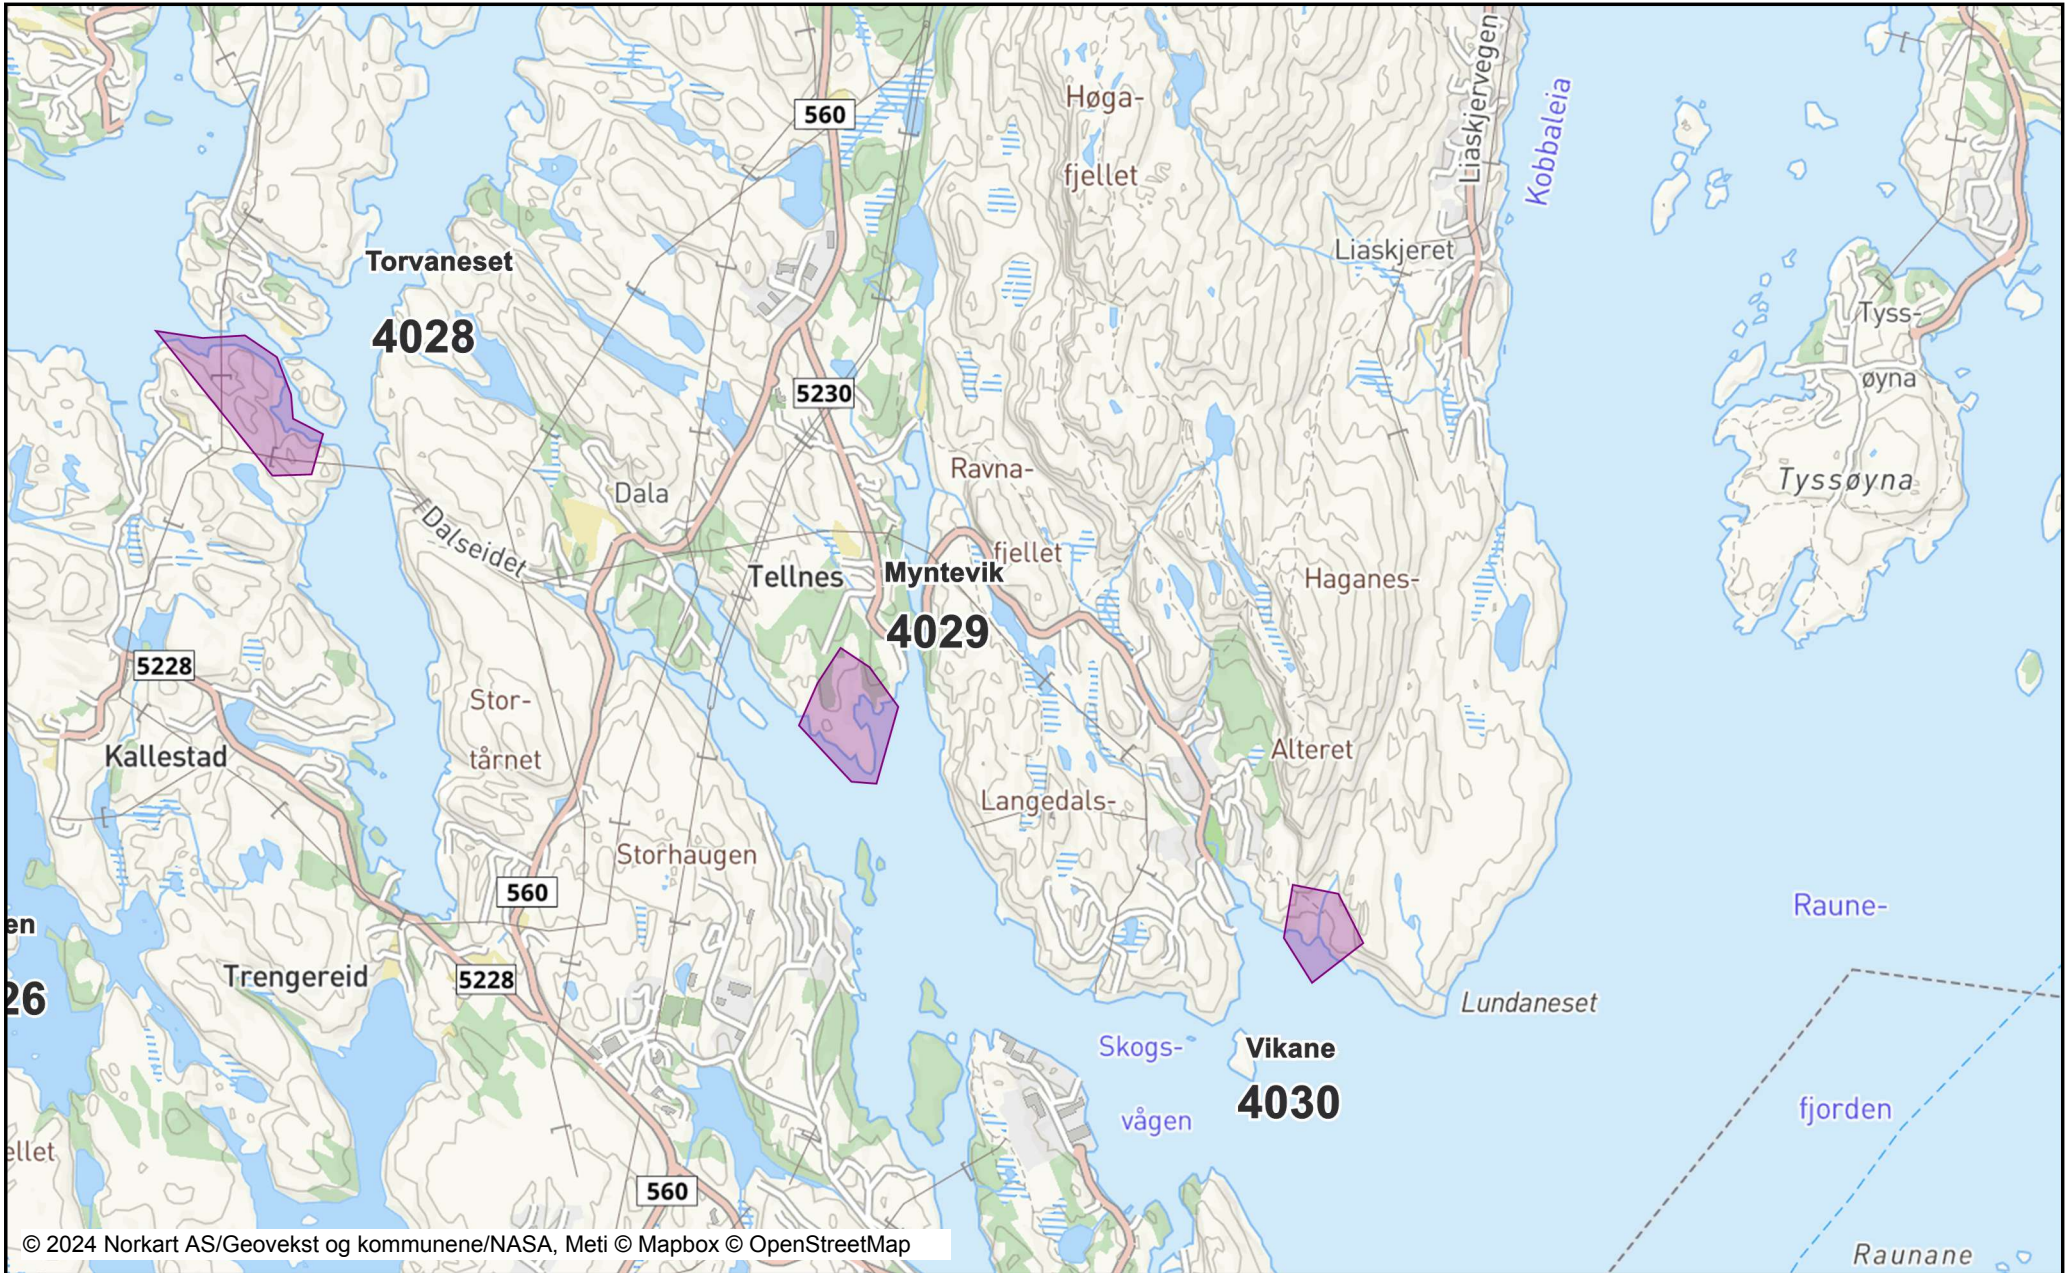 560
Høga-
fjellet
Liaskjervegen
Kobbaleia
Torvaneset
4028
Liaskjeret
Tyss-
øyna
5230
Ravna-
fjellet
Dala
Dalseidet
Tyssøyna
Tellnes
Myntevik
4029
Haganes-
5228
Stor-
tårnet
Kallestad
Alteret
Langedals-
Storhaugen
560
Raune-
fjorden
en
26
Trengereid
5228
Lundaneset
Skogs-
vågen
Vikane
4030
ellet
560
© 2024 Norkart AS/Geovekst og kommunene/NASA, Meti © Mapbox © OpenStreetMap
Raunane